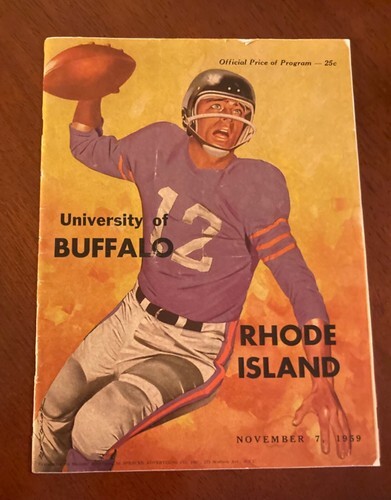 Official Price of Program — 25c
12
University of
BUFFALO
RHODE
ISLAND
NOVEMBER 7, 1959